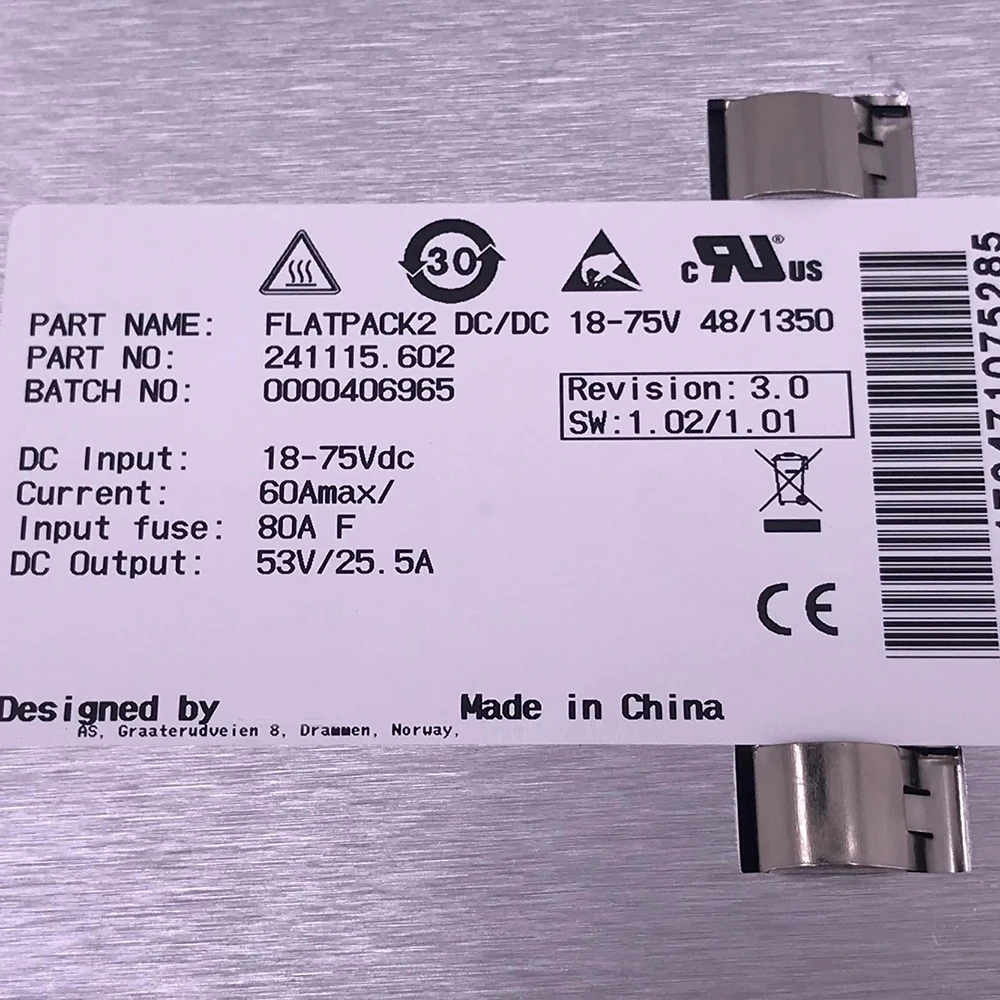 30
c RU US ®
PART NAME: FLATPACK2 DC/DC 18-75V 48/1350
PART NO: 241115.602
BATCH NO: 0000406965
Revision: 3.0
SW:1.02/1.01
DC Input: 18-75Vdc
Current: 60Amax/
Input fuse: 80A F
DC Output: 53V/25.5A
CE
Designed by
AS, Graaterudveien 8, Drammen, Norway,
Made in China
71075285